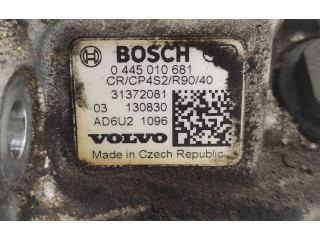 BOSCH
0 445 010 681
CR/CP4S2/R90/40
31372081
03 130830
AD6U2 1096
VOLVO
Made in Czech Republic